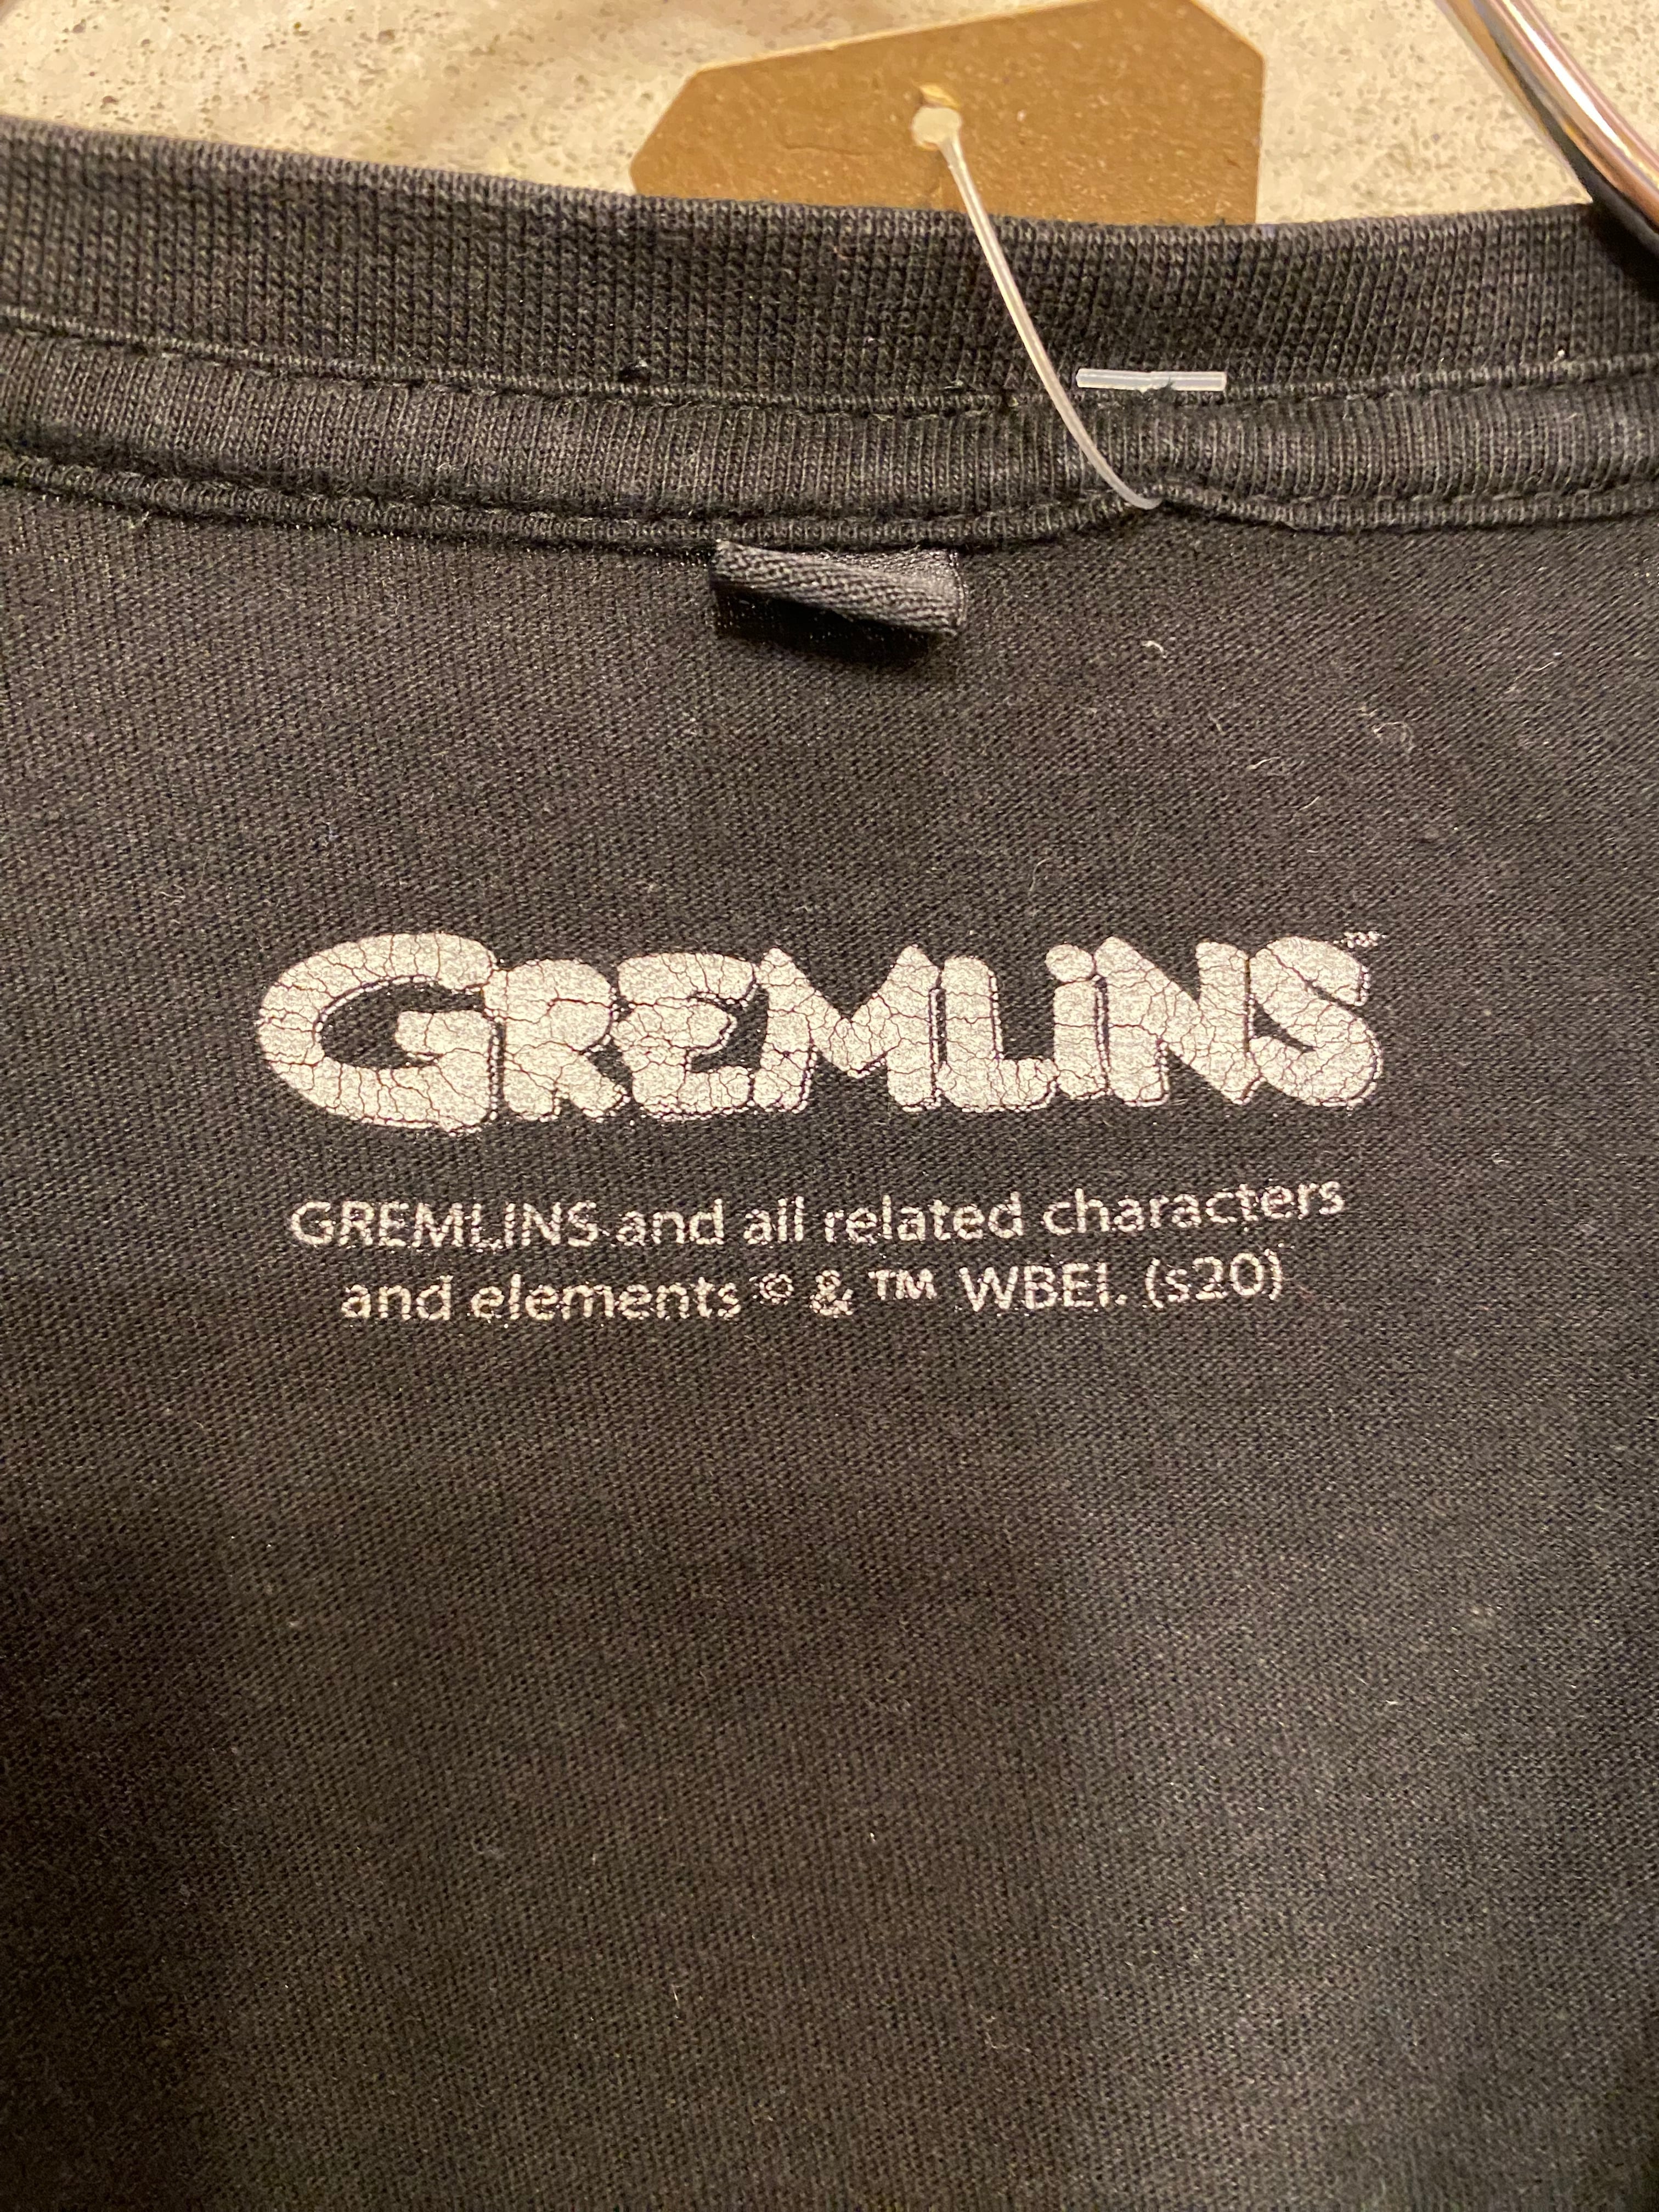 GREMLiNS™
GREMLINS and all related characters
and elements © & ™ WBEI. (s20)